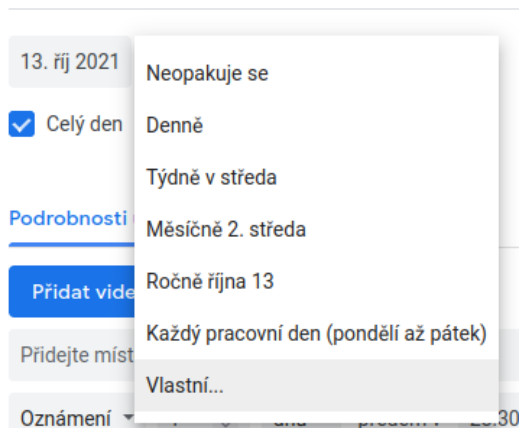 13. říj 2021
Neopakuje se
Celý den
Denně
Týdně v středa
Podrobnosti
Měsíčně 2. středa
Přidat vide
Ročně října 13
Každý pracovní den (pondělí až pátek)
Přidejte míst
Vlastní...
Oznámení